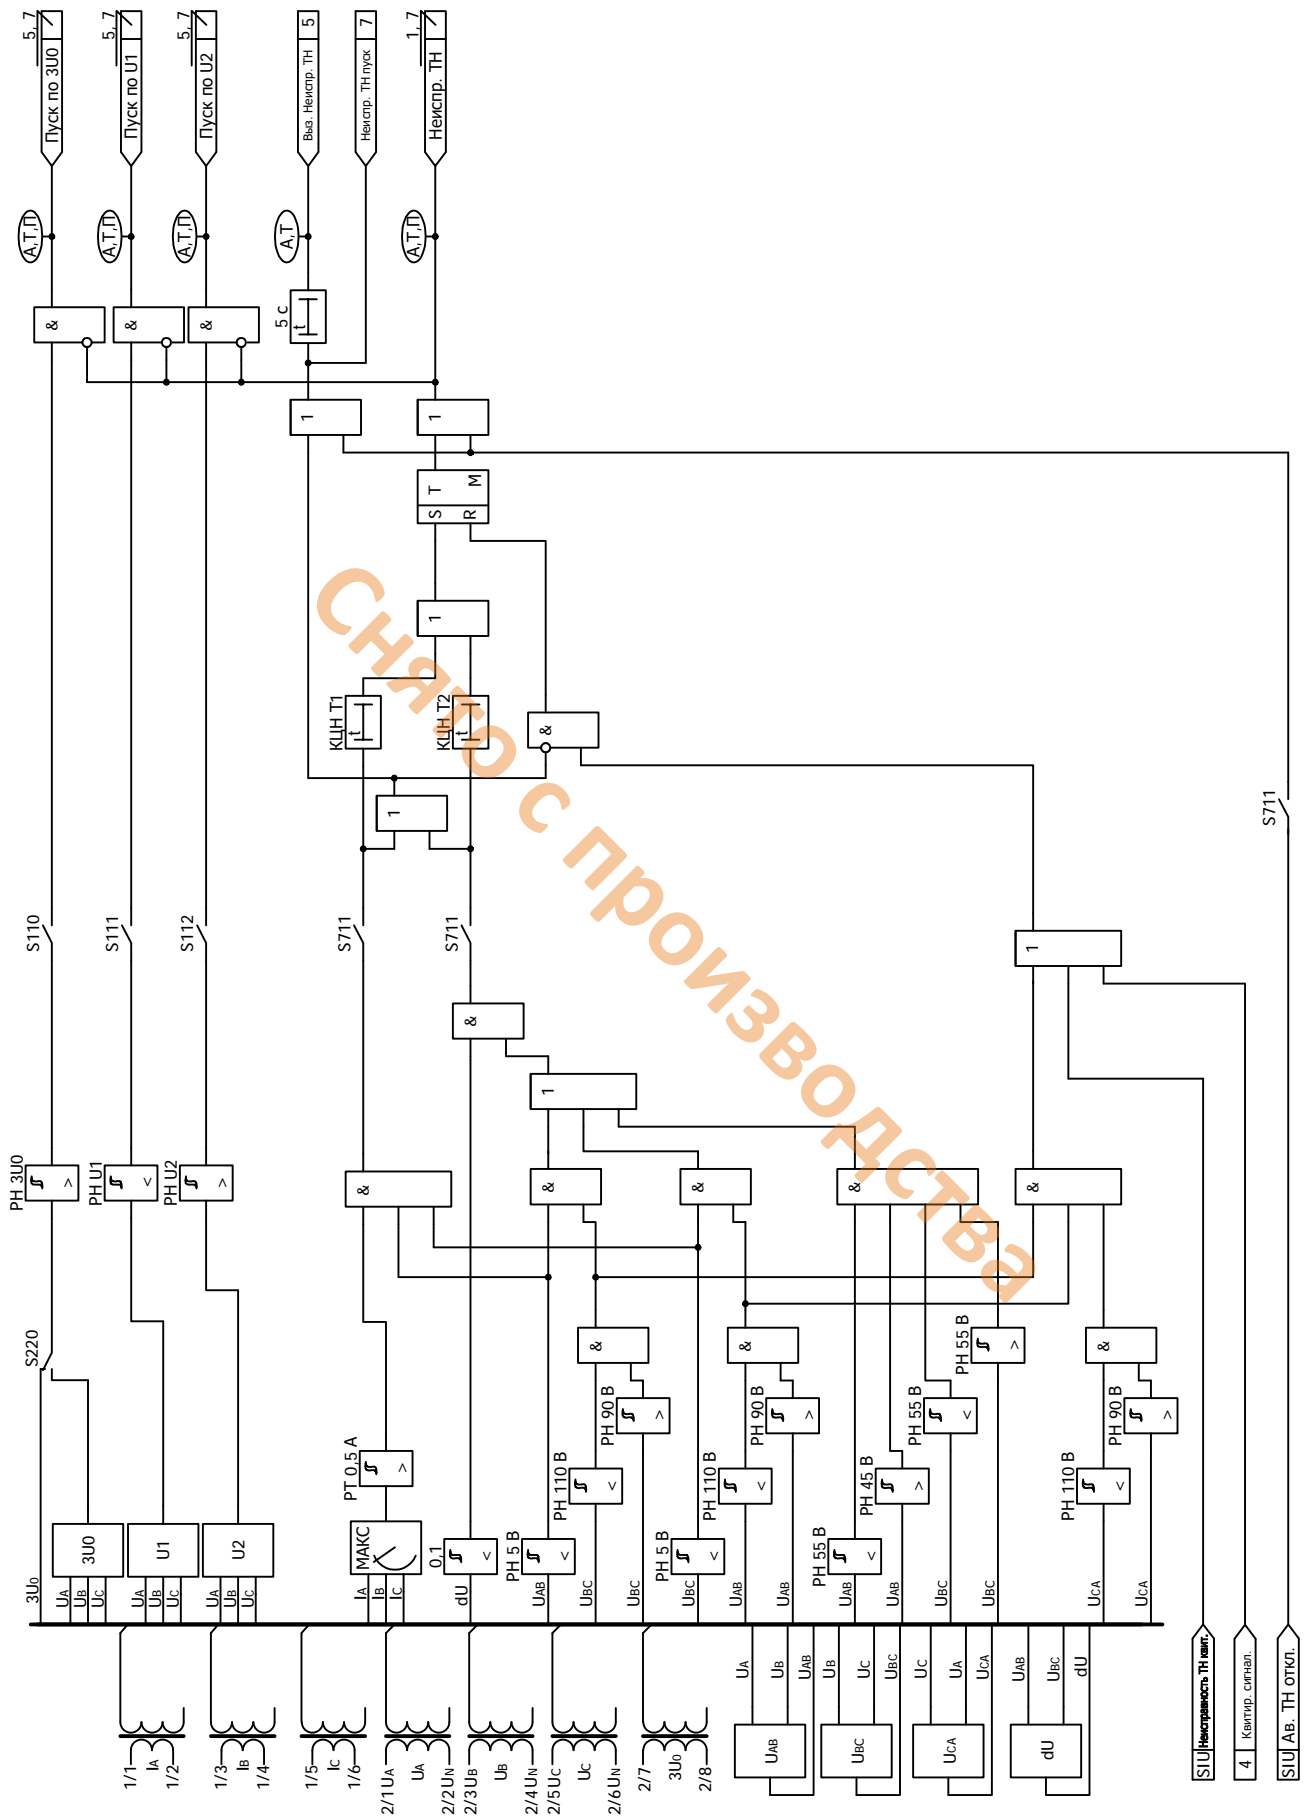 5, 7
Пуск по 3U0
5, 7
Пуск по U1
5, 7
Пуск по U2
5
Выз. Неиспр. ТН
7
Неиспр. ТН пуск
1, 7
Неиспр. ТН
А,Т,П
А,Т,П
А,Т,П
А,Т
А,Т,П
&
&
&
5 с
t
1
1
S T
R M
1
КЦН Т1
t
КЦН Т2
t
&
1
S711
S110
S111
S112
S711
S711
1
&
1
РН 3U0
>
РН U1
<
РН U2
>
&
&
&
&
&
S220
РН 55 В
>
&
&
&
РН 90 В
>
РН 90 В
>
РН 55 В
<
РН 90 В
>
РТ 0,5 А
>
РН 110 В
<
РН 110 В
<
РН 45 В
>
РН 110 В
<
3U0
U1
U2
МАКС
0,1
<
РН 5 В
<
РН 5 В
<
РН 55 В
<
3U0
UA
UB
UC
UA
UB
UC
UA
UB
UC
IA
IB
IC
dU
UAB
UBC
UBC
UBC
UAB
UAB
UAB
UAB
UBC
UBC
UCA
UCA
UA
UB
UAB
UB
UC
UBC
UC
UA
UCA
UAB
UBC
dU
UAB
UBC
UCA
dU
1/1
IA
1/2
1/3
IB
1/4
1/5
IC
1/6
2/1 UA
UA
2/2 UN
2/3 UB
UB
2/4 UN
2/5 UC
UC
2/6 UN
2/7
3U0
2/8
SIU Неисправность ТН квит.
4 Квитир. сигнал.
SIU Ав. ТН откл.
Снято с производства